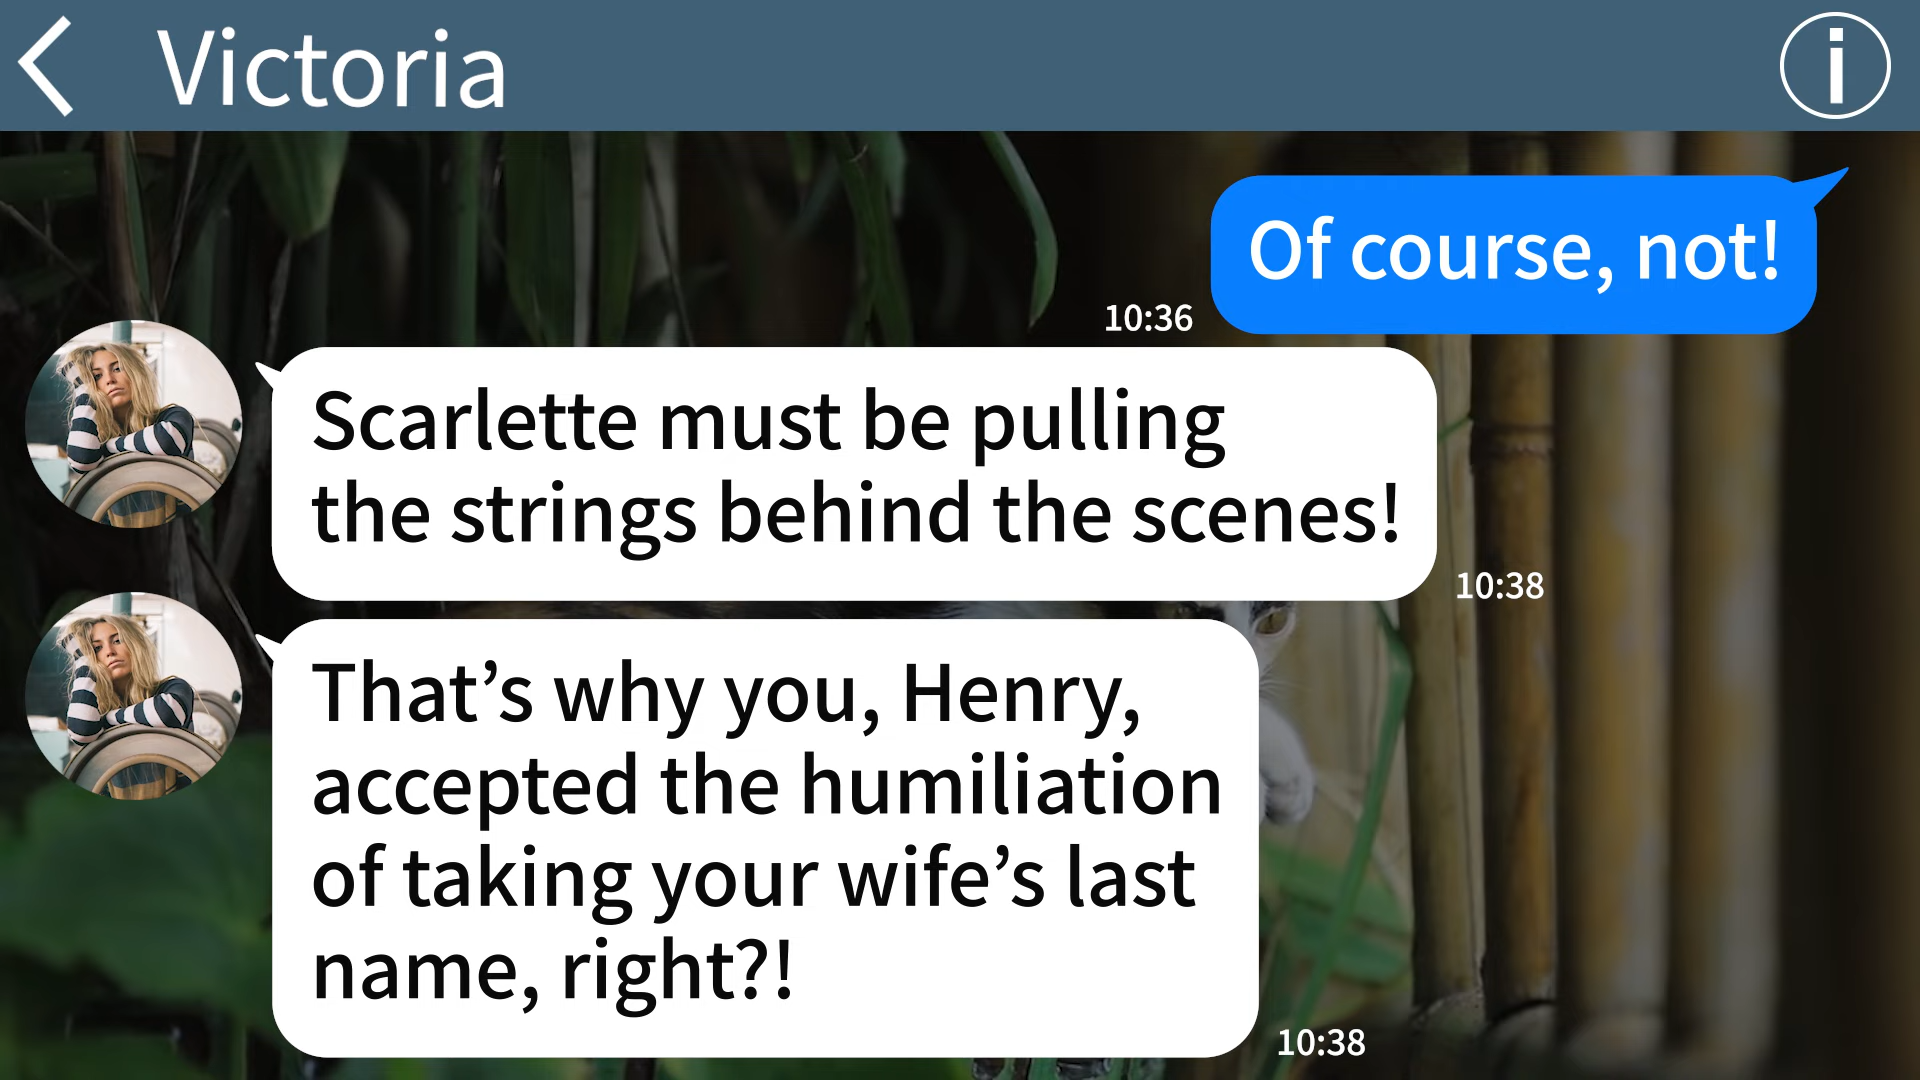 Victoria
Of course, not!
10:36
Scarlette must be pulling
the strings behind the scenes!
10:38
That’s why you, Henry,
accepted the humiliation
of taking your wife’s last
name, right?!
10:38